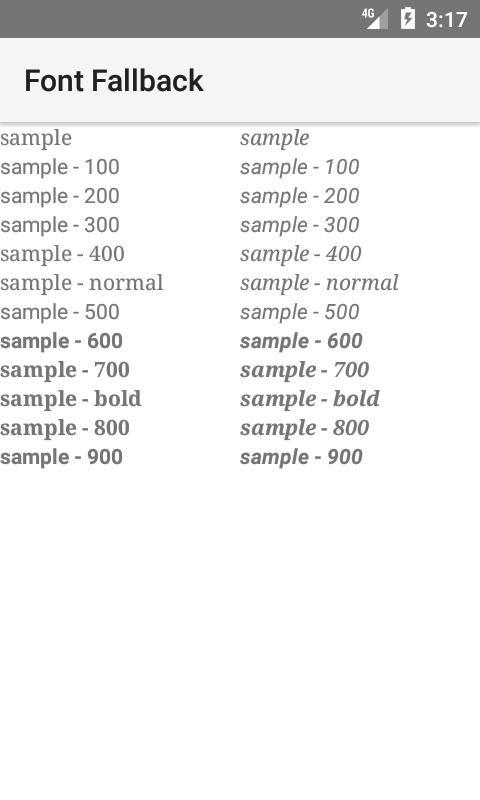 4G 3:17
Font Fallback
sample sample
sample - 100 sample - 100
sample - 200 sample - 200
sample - 300 sample - 300
sample - 400 sample - 400
sample - normal sample - normal
sample - 500 sample - 500
sample - 600 sample - 600
sample - 700 sample - 700
sample - bold sample - bold
sample - 800 sample - 800
sample - 900 sample - 900